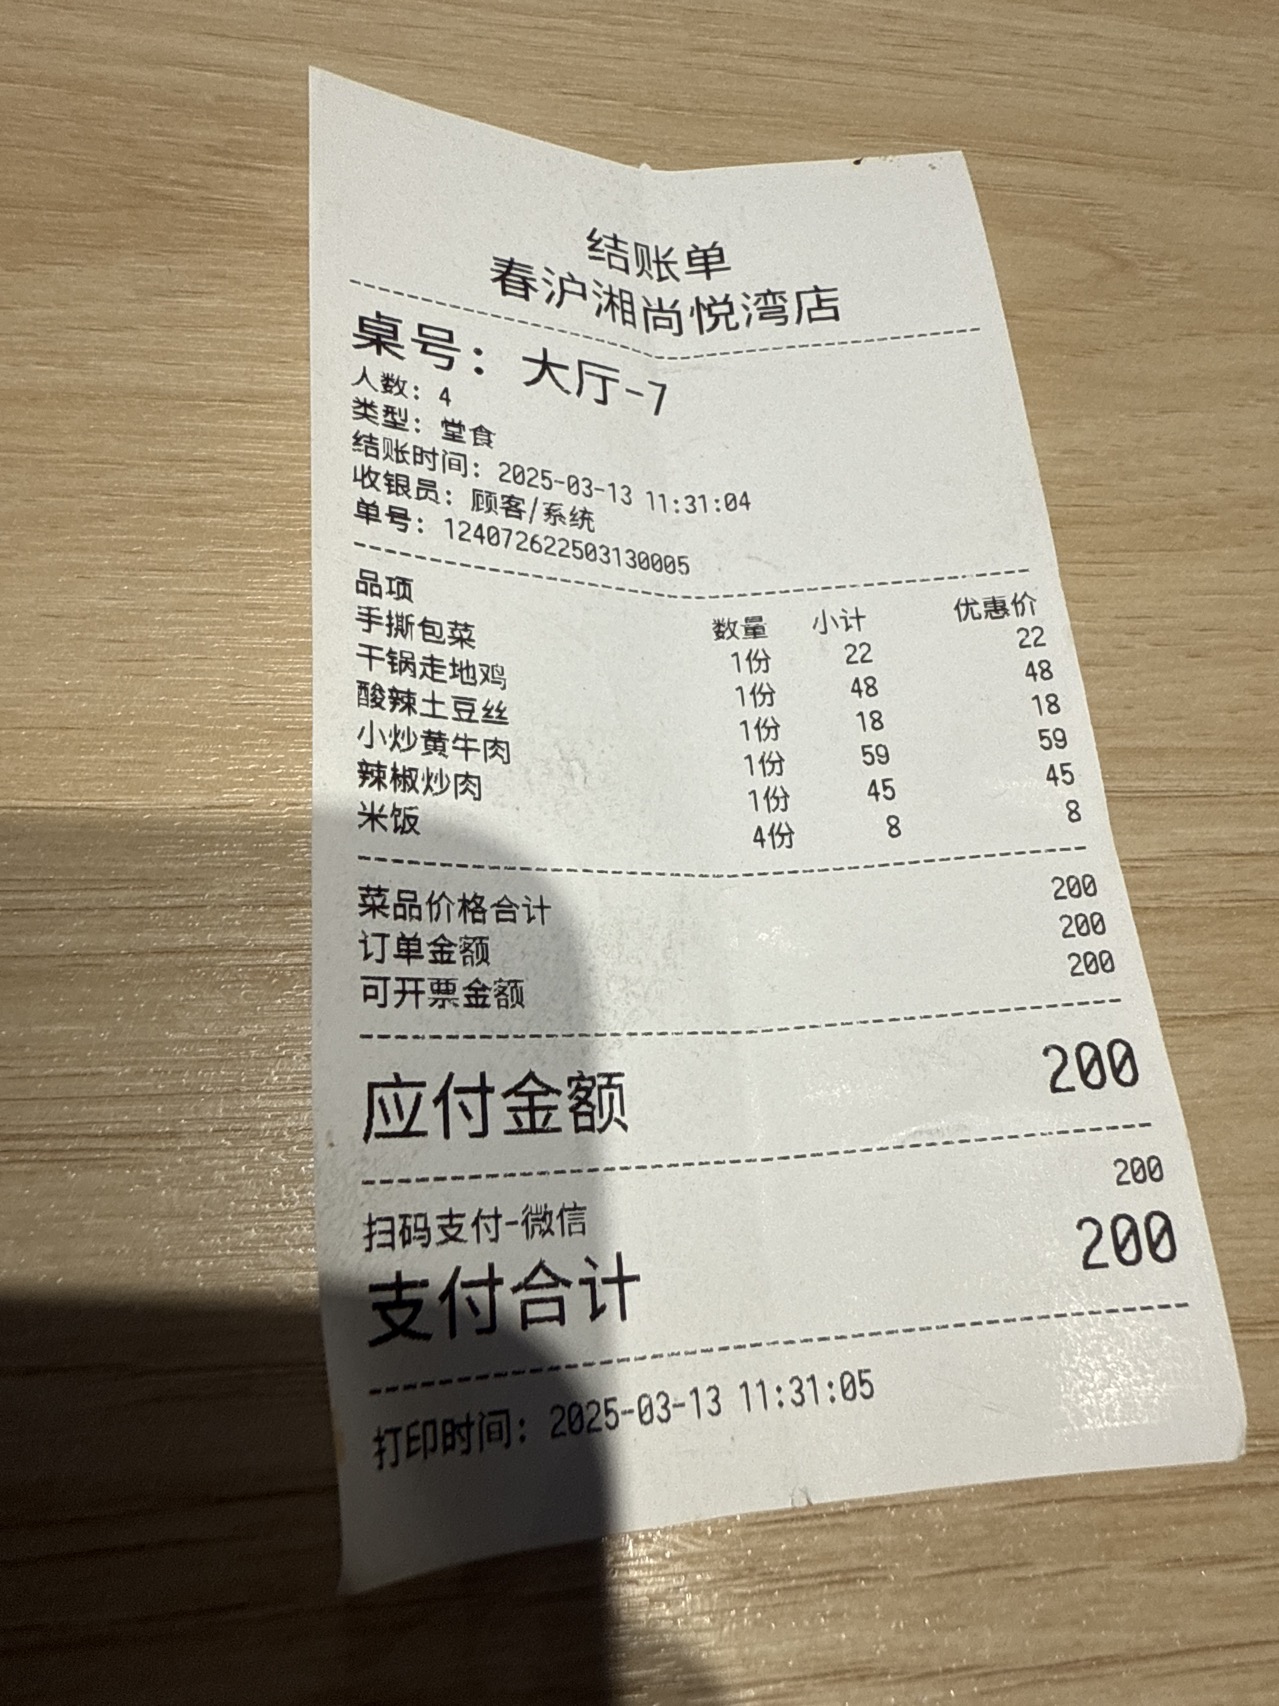 结账单
春沪湘尚悦湾店
桌号：大厅-7
人数：4
类型：堂食
结账时间：2025-03-13 11:31:04
收银员：顾客/系统
单号：124072622503130005
品项 数量 小计 优惠价
手撕包菜 1份 22 22
干锅走地鸡 1份 48 48
酸辣土豆丝 1份 18 18
小炒黄牛肉 1份 59 59
辣椒炒肉 1份 45 45
米饭 4份 8 8
菜品价格合计 200
订单金额 200
可开票金额 200
应付金额 200
扫码支付-微信 200
支付合计 200
打印时间：2025-03-13 11:31:05